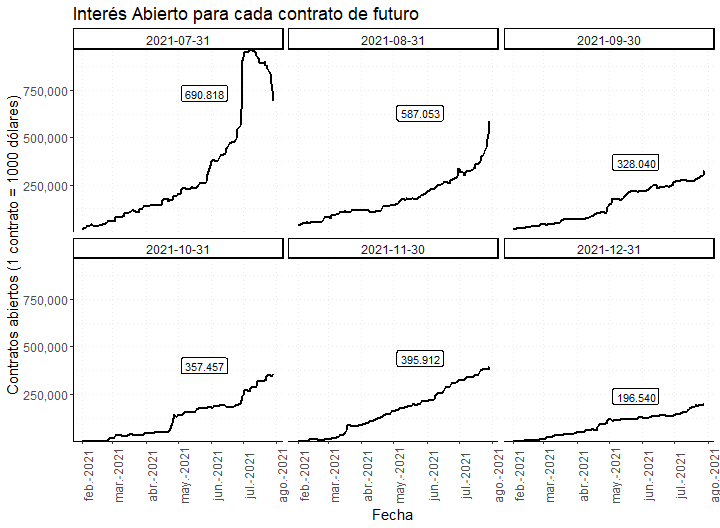 Interés Abierto para cada contrato de futuro
Contratos abiertos (1 contrato = 1000 dólares)
2021-07-31
2021-08-31
2021-09-30
750,000
500,000
250,000
690.818
587.053
328.040
2021-10-31
2021-11-30
2021-12-31
750,000
500,000
250,000
357.457
395.912
196.540
feb.-2021
mar.-2021
abr.-2021
may.-2021
jun.-2021
jul.-2021
ago.-2021
feb.-2021
mar.-2021
abr.-2021
may.-2021
jun.-2021
jul.-2021
ago.-2021
feb.-2021
mar.-2021
abr.-2021
may.-2021
jun.-2021
jul.-2021
ago.-2021
Fecha